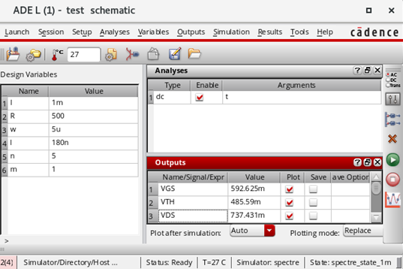 ADE L (1) - test schematic
Launch Session Setup Analyses Variables Outputs Simulation Results Tools Help cādence
27
Design Variables
Name Value
1 I 1m
2 R 500
3 w 5u
4 l 180n
5 n 5
6 m 1
>
Analyses
Type Enable Arguments
1 dc t
Outputs
Name/Signal/Expr Value Plot Save ave Option
1 VGS 592.625m
2 VTH 485.59m
3 VDS 737.431m
Plot after simulation: Auto Plotting mode: Replace
AC
DC
Trans
2(4) Simulator/Directory/Host ... Status: Ready T=27 C Simulator: spectre State: spectre_state_1m